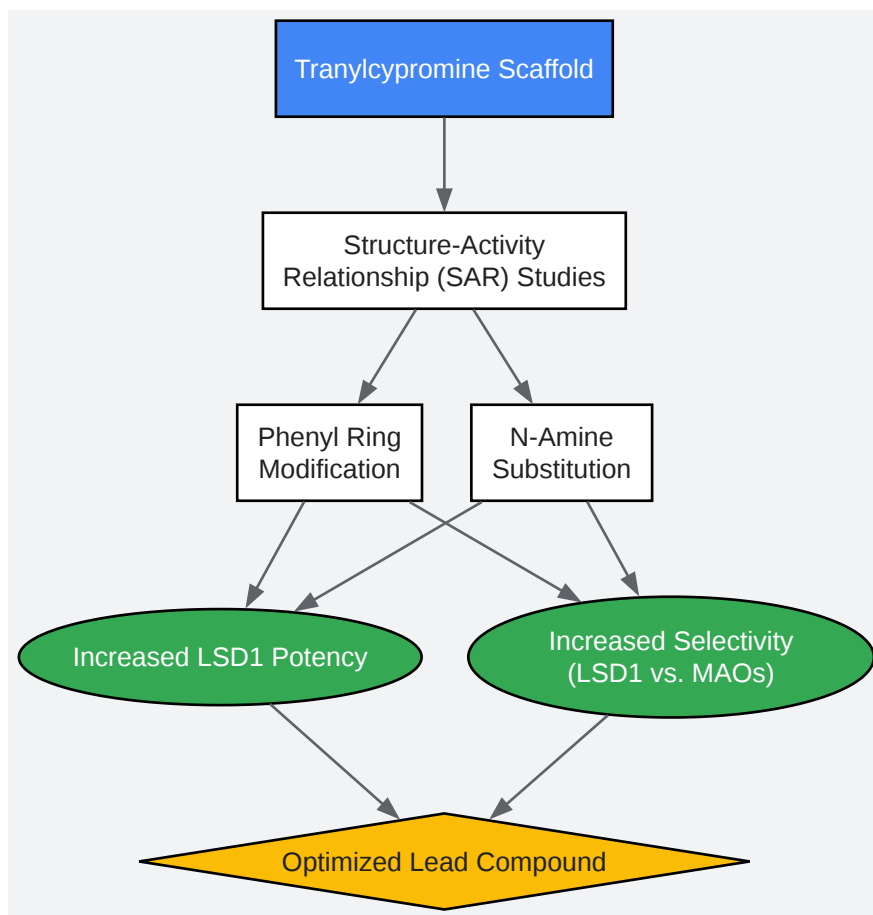 Tranylcypromine Scaffold
Structure-Activity
Relationship (SAR) Studies
Phenyl Ring
Modification
N-Amine
Substitution
Increased LSD1 Potency
Increased Selectivity
(LSD1 vs. MAOs)
Optimized Lead Compound